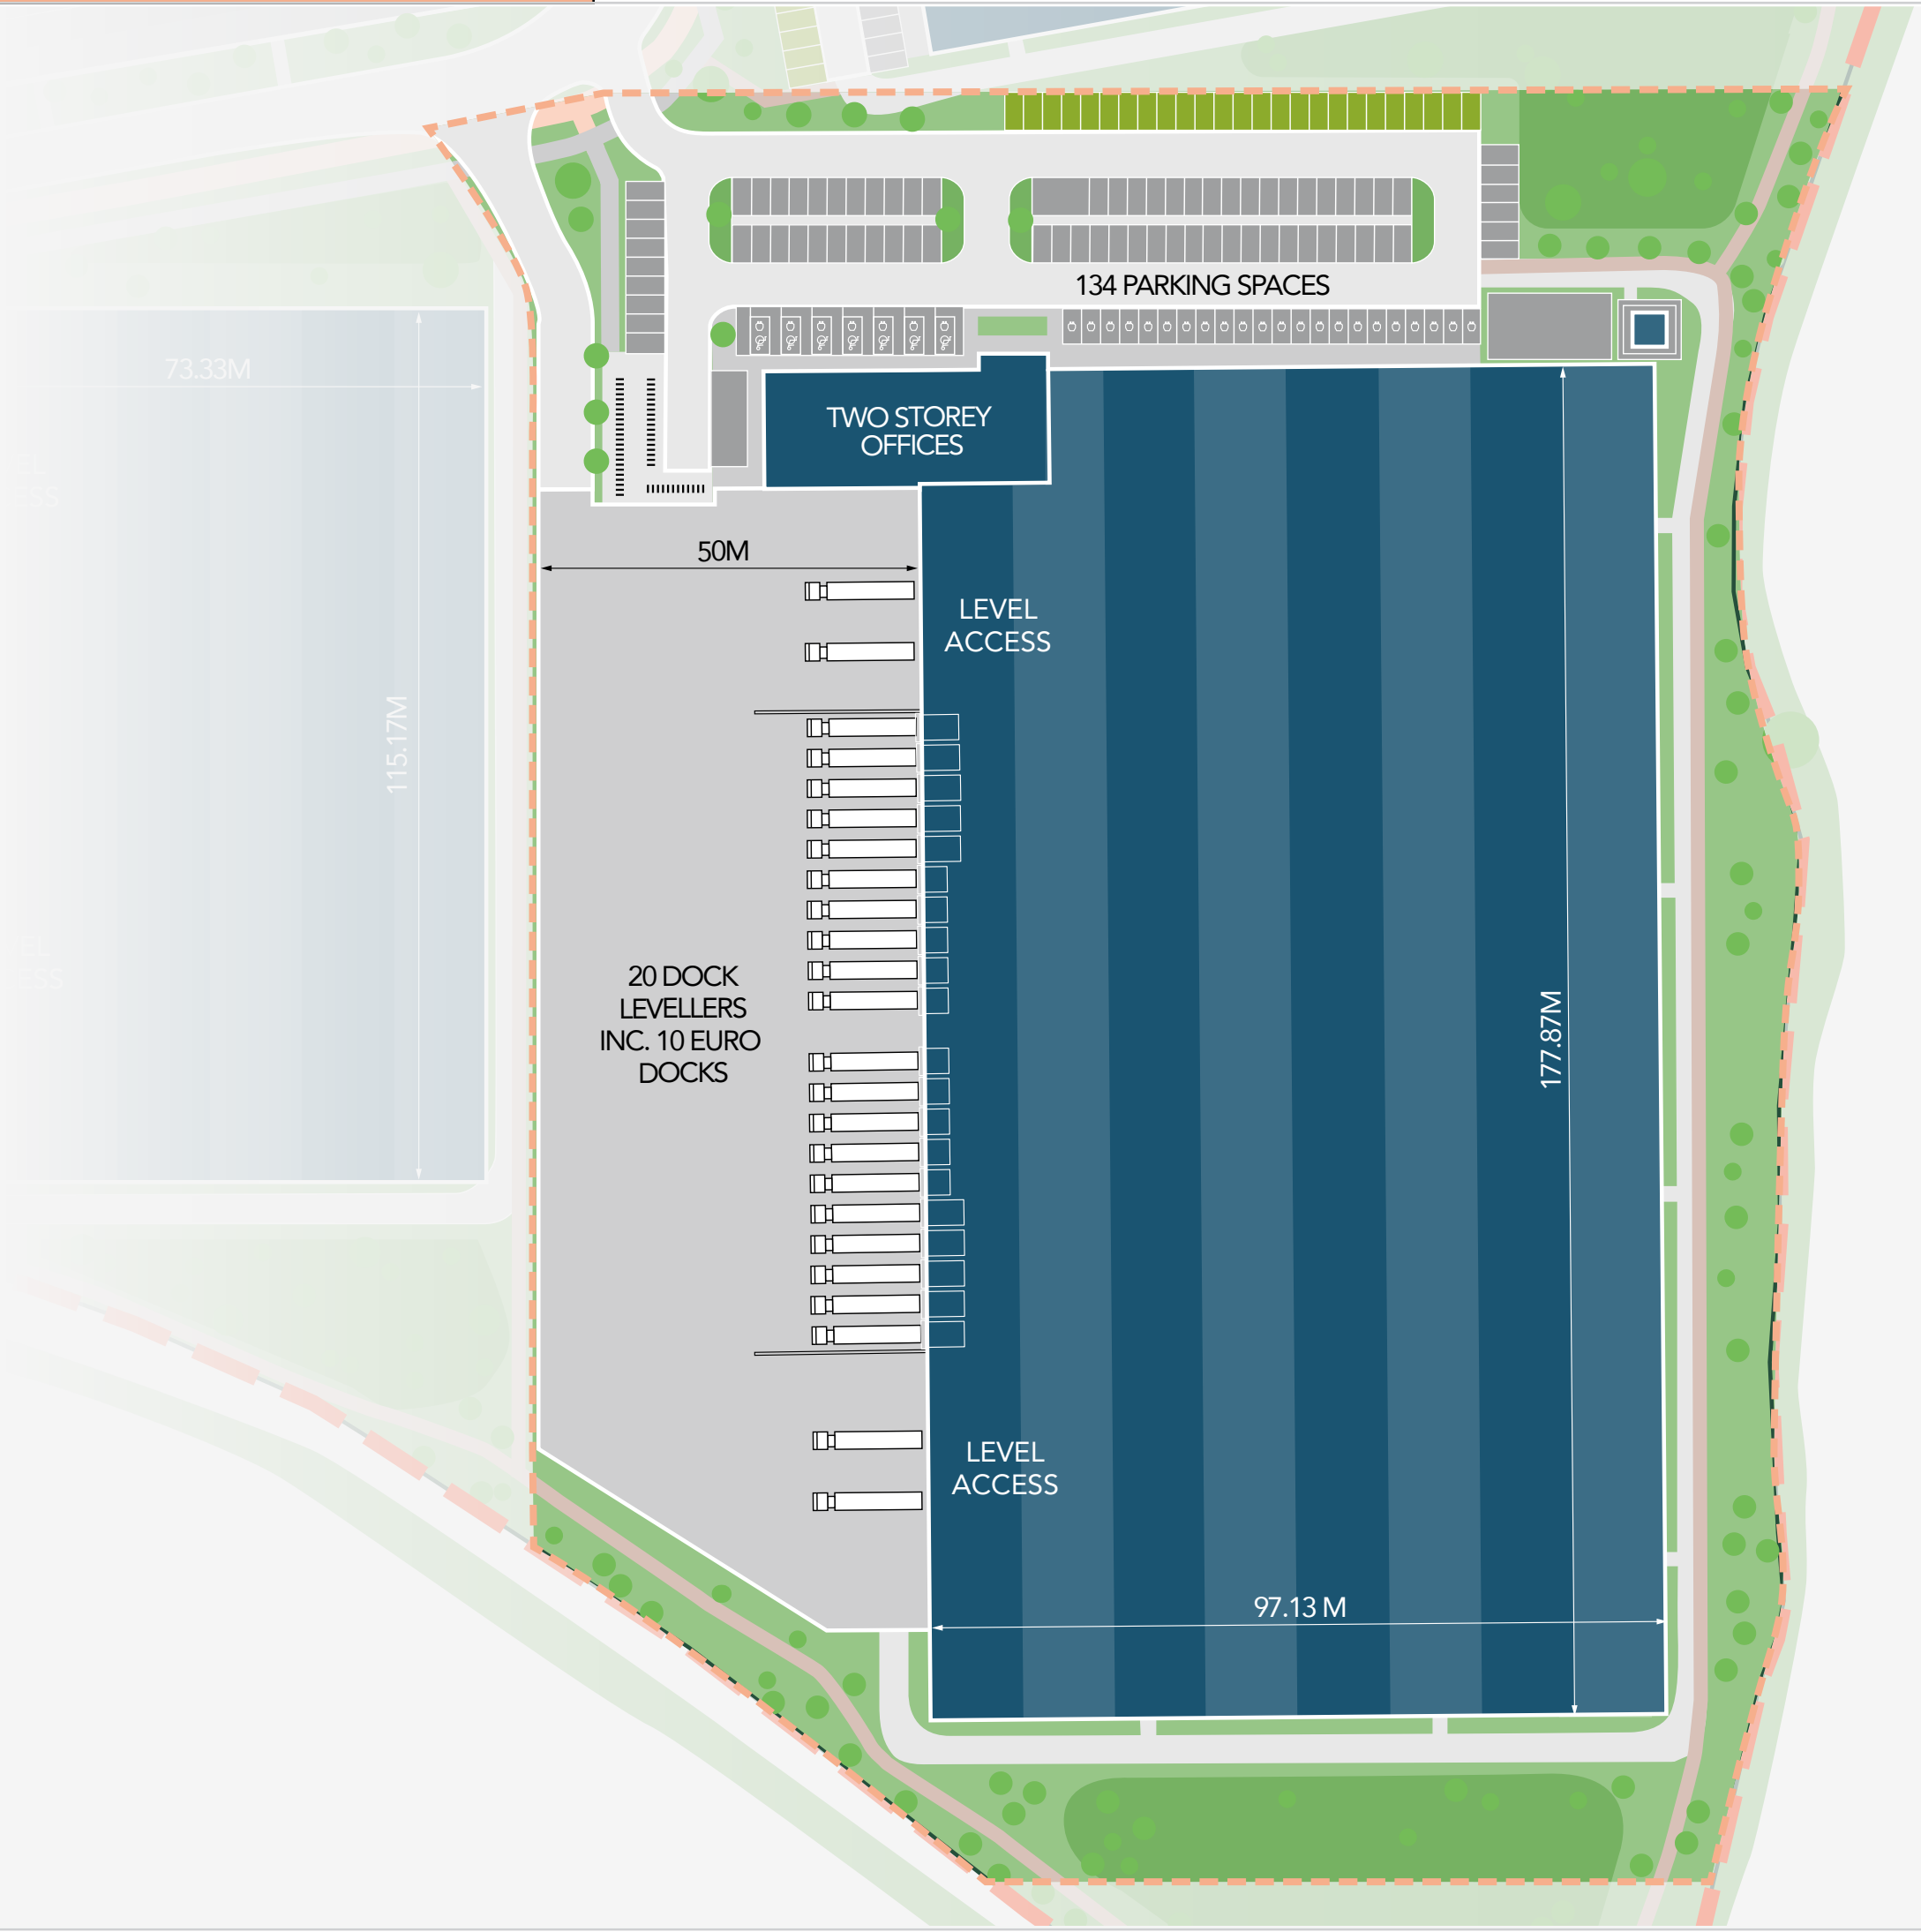 134 PARKING SPACES
73.33M
TWO STOREY
OFFICES
50M
LEVEL
ACCESS
115.17M
20 DOCK
LEVELLERS
INC. 10 EURO
DOCKS
177.87M
LEVEL
ACCESS
97.13 M